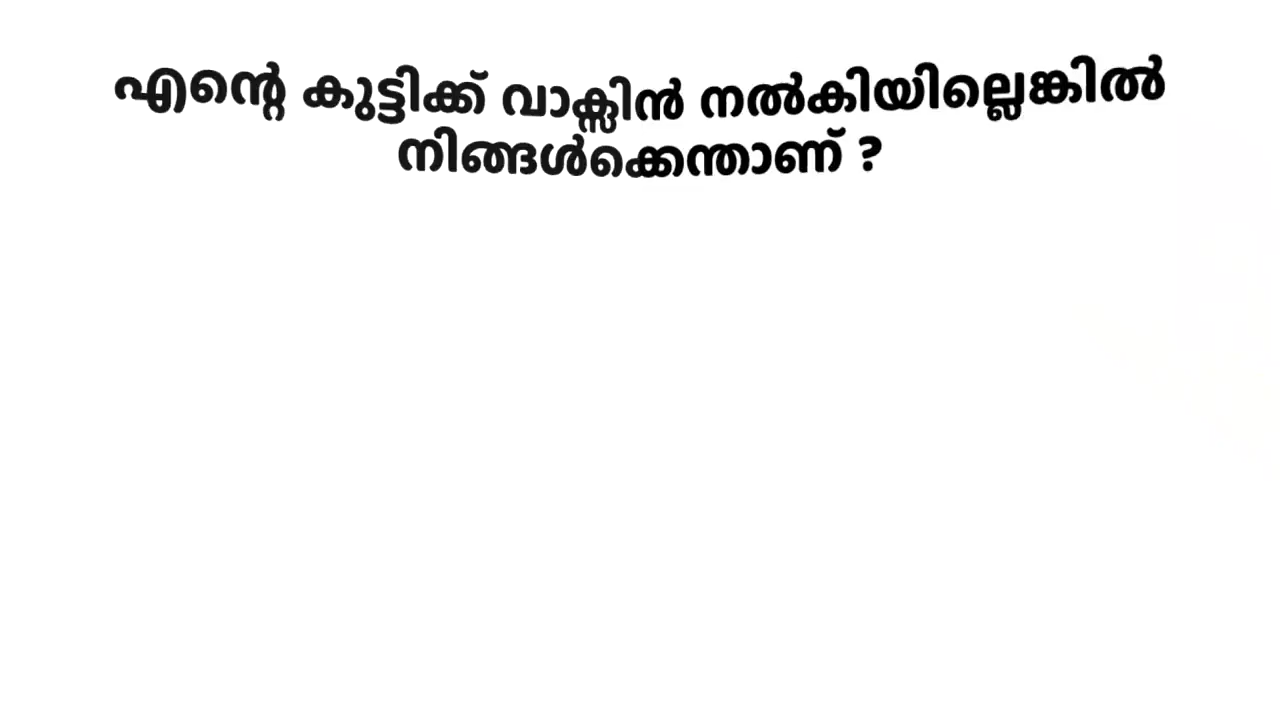 എന്റെ കുട്ടിക്ക് വാക്സിൻ നൽകിയില്ലെങ്കിൽ
നിങ്ങൾക്കെന്താണ് ?